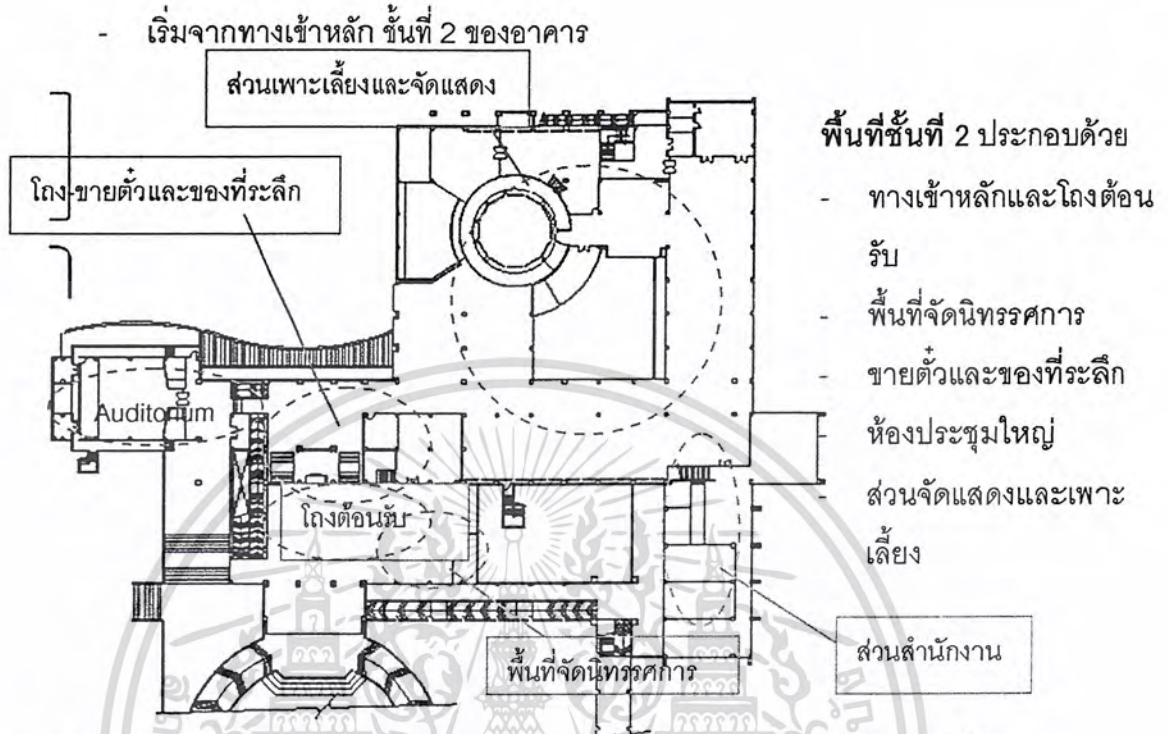 - เริ่มจากทางเข้าหลัก ชั้นที่ 2 ของอาคาร
ส่วนเพาะเลี้ยงและจัดแสดง
โถง-ขายตั๋วและของที่ระลึก
Auditorium
โถงต้อนรับ
พื้นที่จัดนิทรรศการ
ส่วนสำนักงาน
พื้นที่ชั้นที่ 2 ประกอบด้วย
- ทางเข้าหลักและโถงต้อน
รับ
- พื้นที่จัดนิทรรศการ
- ขายตั๋วและของที่ระลึก
- ห้องประชุมใหญ่
- ส่วนจัดแสดงและเพาะ
เลี้ยง